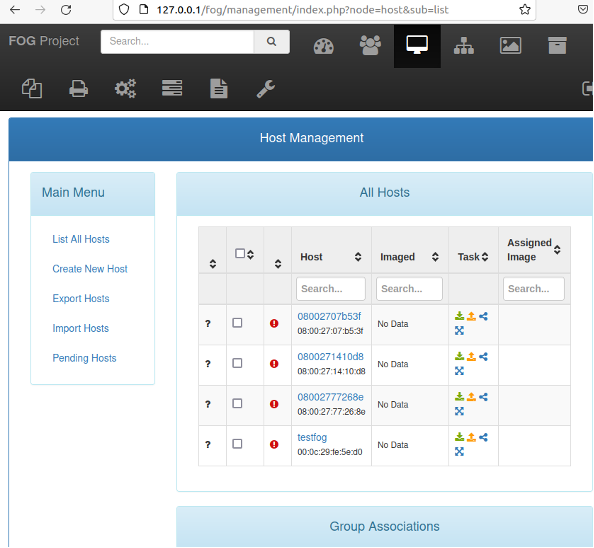 127.0.0.1/fog/management/index.php?node=host&sub=list
FOG Project
Search...
Host Management
Main Menu
List All Hosts
Create New Host
Export Hosts
Import Hosts
Pending Hosts
All Hosts
Host Imaged Task Assigned Image
Search... Search... Search...
? 08002707b53f No Data
08:00:27:07:b5:3f
? 0800271410d8 No Data
08:00:27:14:10:d8
? 08002777268e No Data
08:00:27:77:26:8e
? testfog No Data
00:0c:29:fe:5e:d0
Group Associations